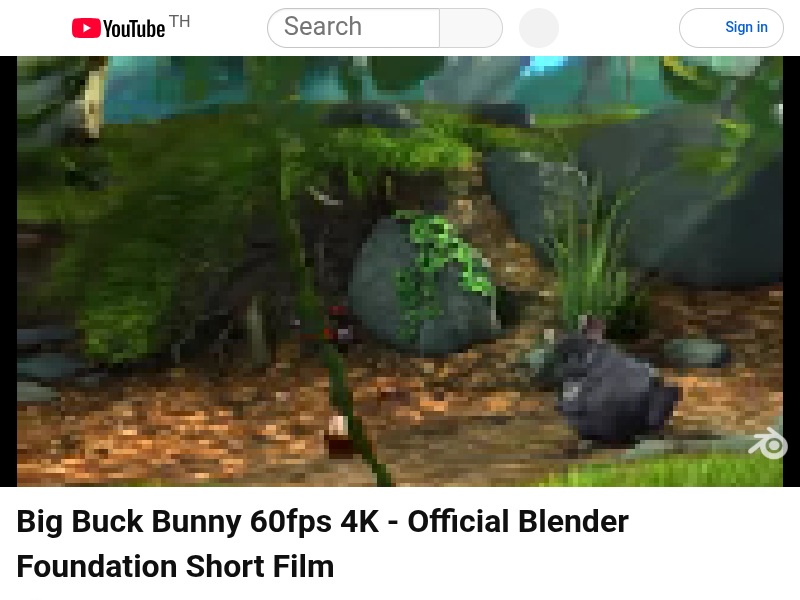 YouTube TH
Search
Sign in
Big Buck Bunny 60fps 4K - Official Blender
Foundation Short Film